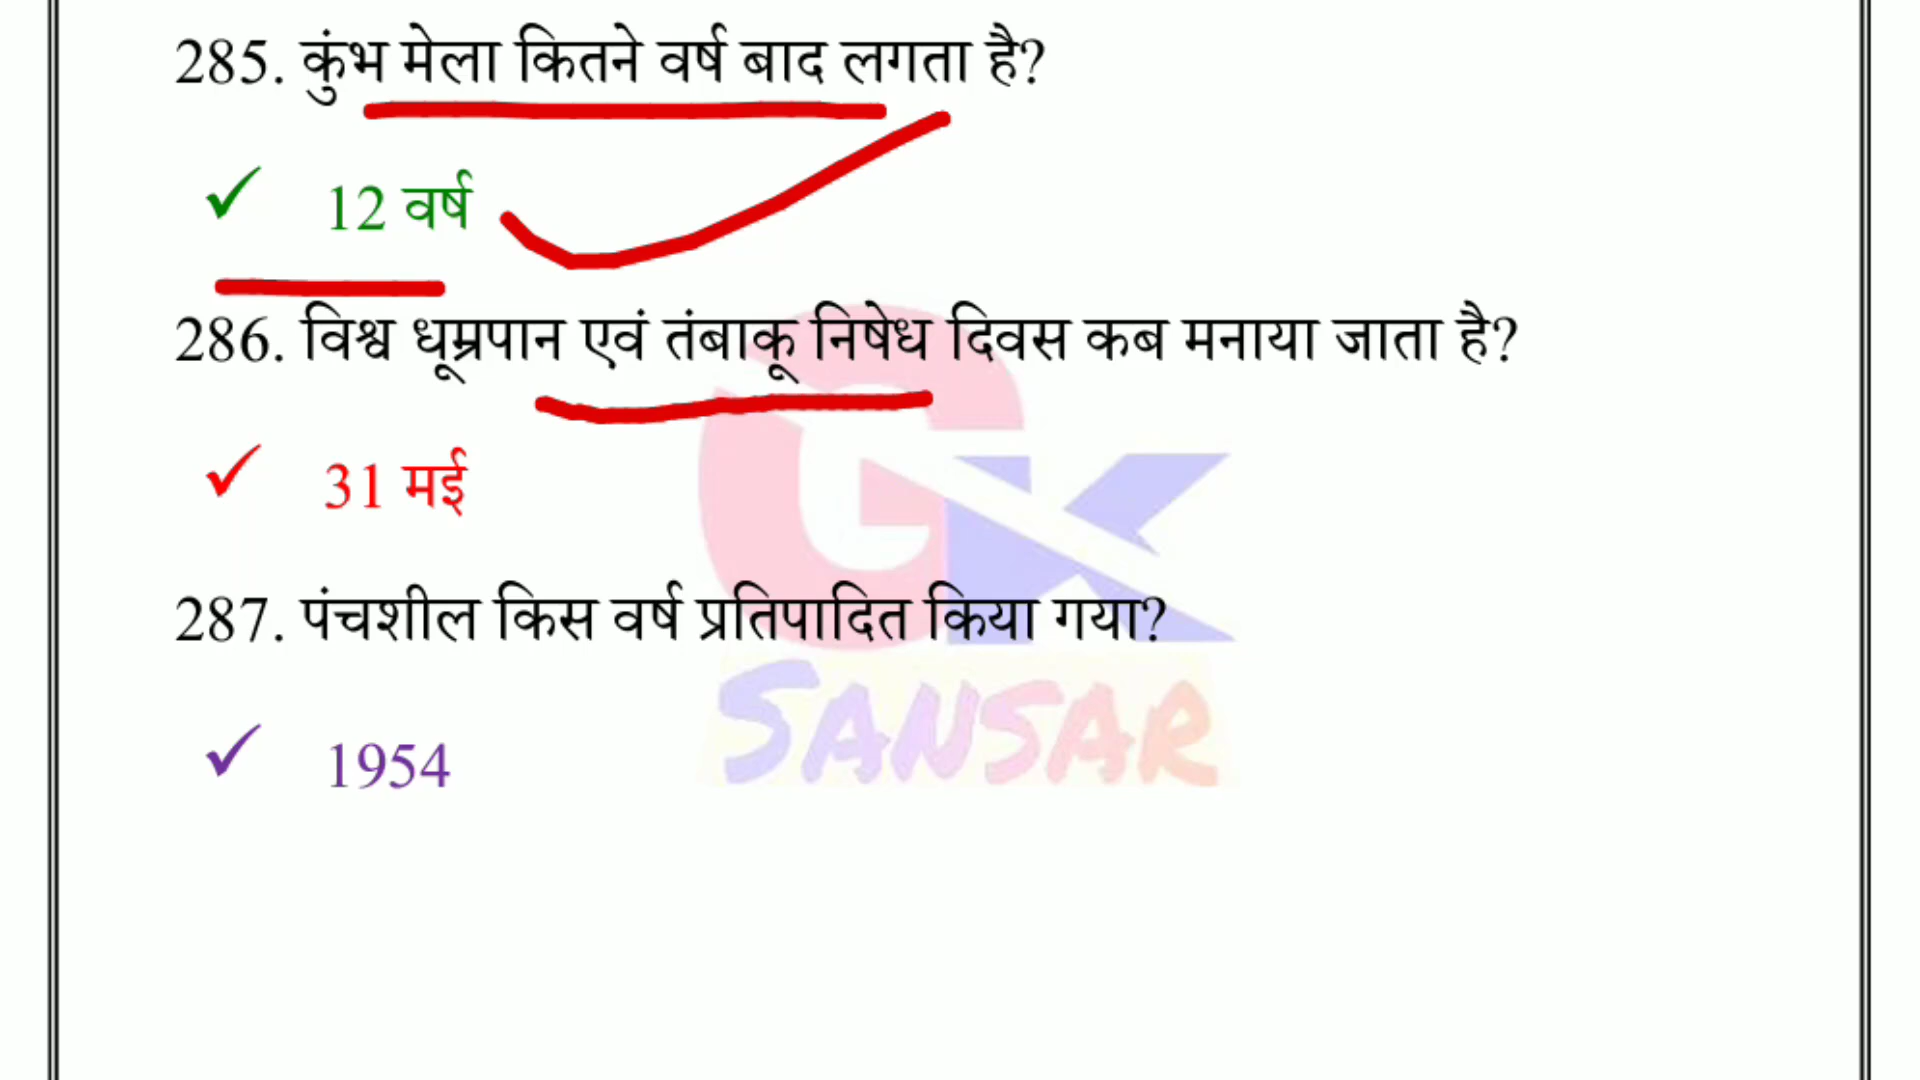 285. कुंभ मेला कितने वर्ष बाद लगता है?
✓ 12 वर्ष
286. विश्व धूम्रपान एवं तंबाकू निषेध दिवस कब मनाया जाता है?
✓ 31 मई
287. पंचशील किस वर्ष प्रतिपादित किया गया?
✓ 1954
GK
SANSAR